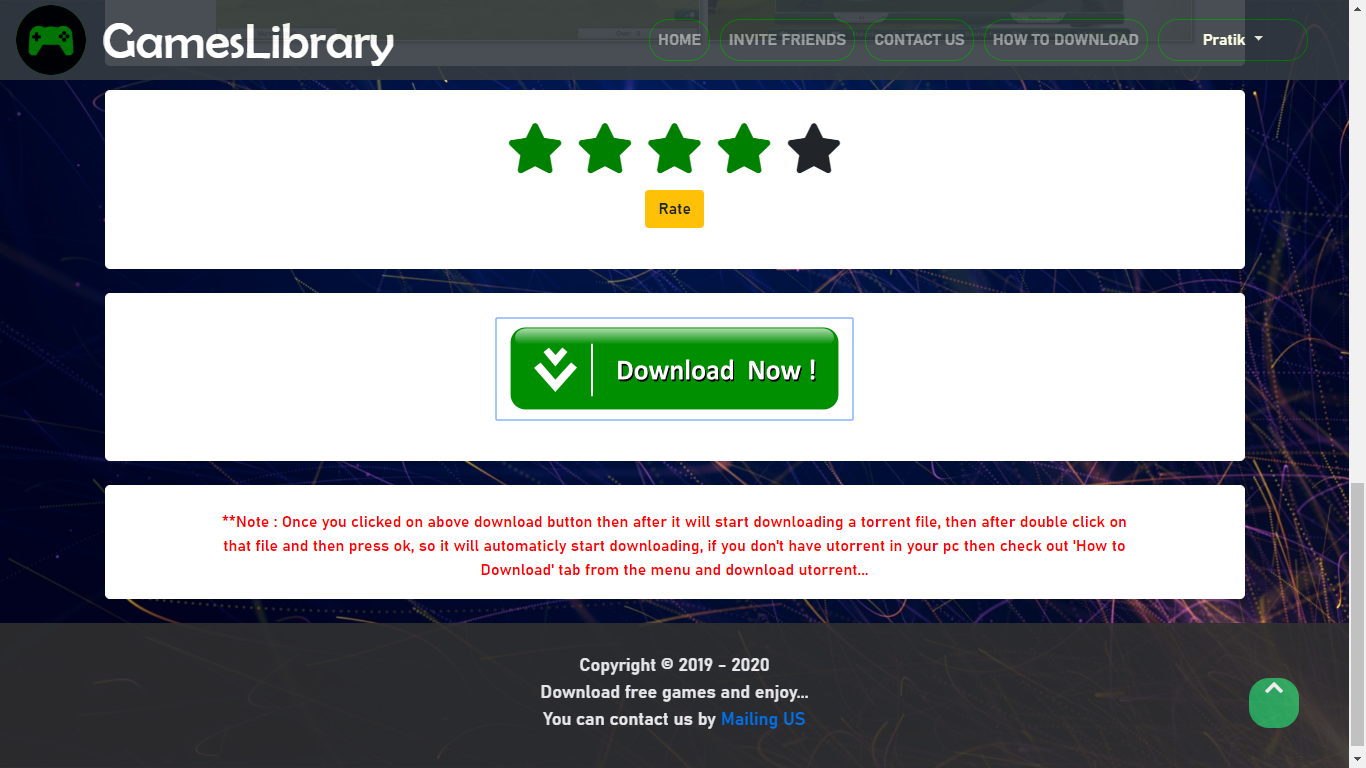 GamesLibrary
HOME
INVITE FRIENDS
CONTACT US
HOW TO DOWNLOAD
Pratik
Rate
Download Now !
**Note : Once you clicked on above download button then after it will start downloading a torrent file, then after double click on
that file and then press ok, so it will automaticly start downloading, if you don't have utorrent in your pc then check out 'How to
Download' tab from the menu and download utorrent...
Copyright © 2019 - 2020
Download free games and enjoy...
You can contact us by Mailing US